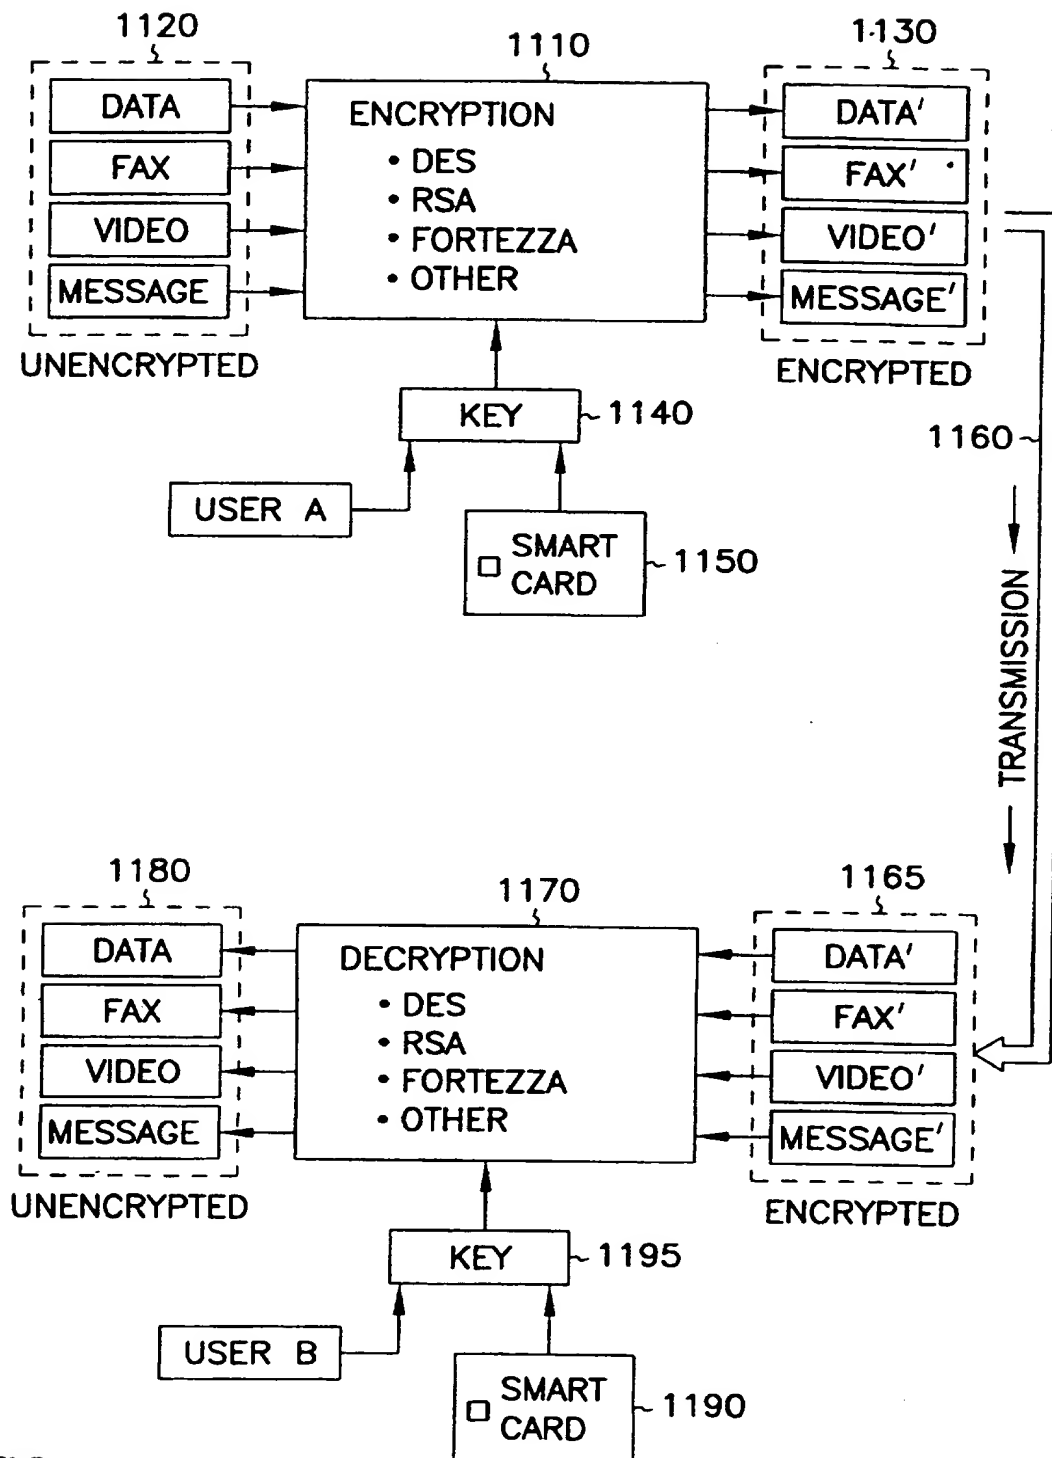 1120
1110
1130
DATA
FAX
VIDEO
MESSAGE
UNENCRYPTED
ENCRYPTION
• DES
• RSA
• FORTEZZA
• OTHER
DATA'
FAX'
VIDEO'
MESSAGE'
ENCRYPTED
KEY
1140
1160
USER A
SMART
CARD
1150
TRANSMISSION
1180
1170
1165
DATA
FAX
VIDEO
MESSAGE
UNENCRYPTED
DECRYPTION
• DES
• RSA
• FORTEZZA
• OTHER
DATA'
FAX'
VIDEO'
MESSAGE'
ENCRYPTED
KEY
1195
USER B
SMART
CARD
1190